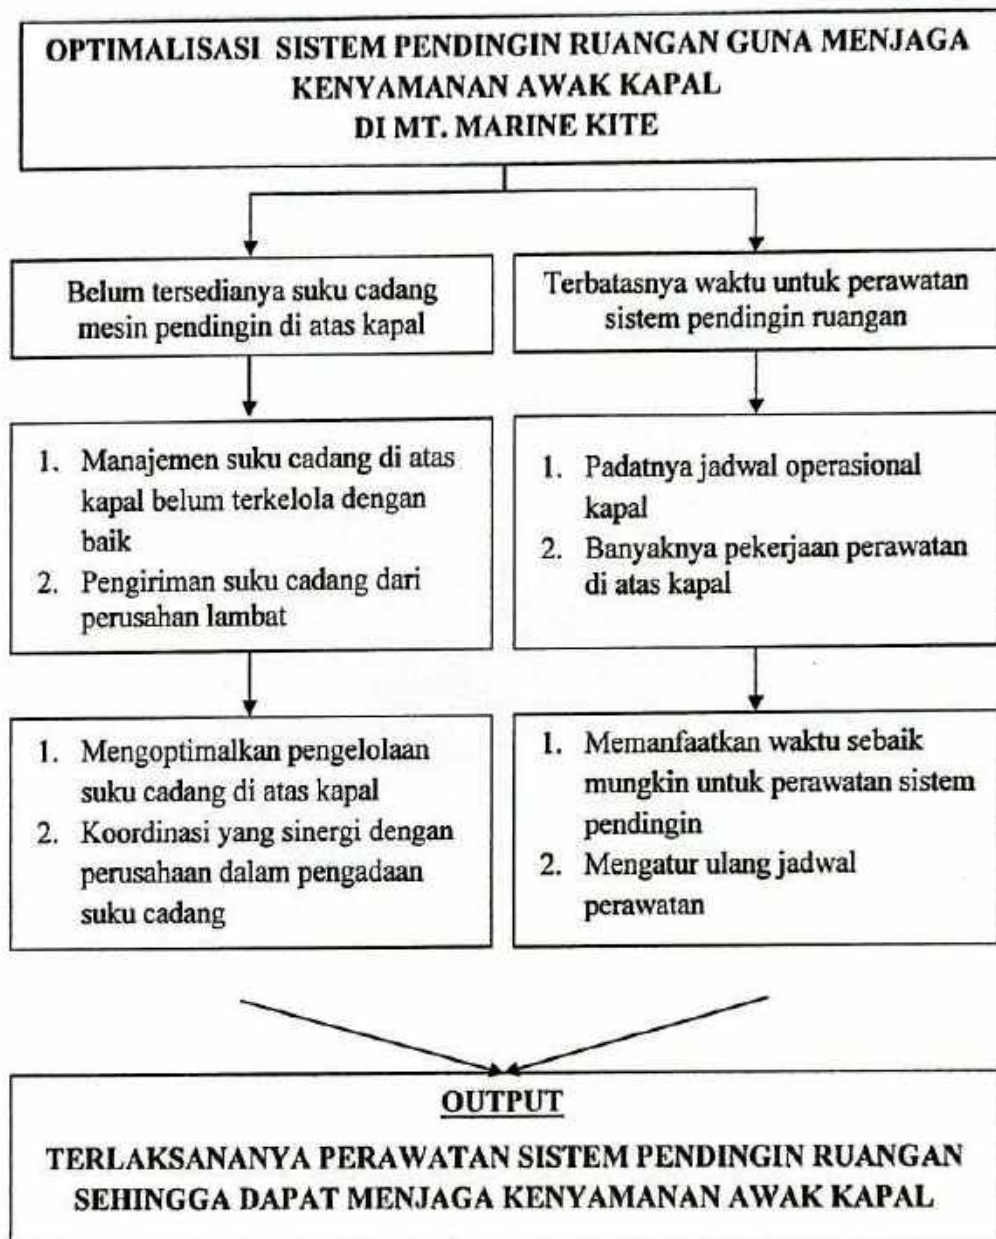 OPTIMALISASI SISTEM PENDINGIN RUANGAN GUNA MENJAGA
KENYAMANAN AWAK KAPAL
DI MT. MARINE KITE
Belum tersedianya suku cadang
mesin pendingin di atas kapal
Terbatasnya waktu untuk perawatan
sistem pendingin ruangan
1. Manajemen suku cadang di atas
kapal belum terkelola dengan
baik
2. Pengiriman suku cadang dari
perusahan lambat
1. Padatnya jadwal operasional
kapal
2. Banyaknya pekerjaan perawatan
di atas kapal
1. Mengoptimalkan pengelolaan
suku cadang di atas kapal
2. Koordinasi yang sinergi dengan
perusahaan dalam pengadaan
suku cadang
1. Memanfaatkan waktu sebaik
mungkin untuk perawatan sistem
pendingin
2. Mengatur ulang jadwal
perawatan
OUTPUT
TERLAKSANANYA PERAWATAN SISTEM PENDINGIN RUANGAN
SEHINGGA DAPAT MENJAGA KENYAMANAN AWAK KAPAL